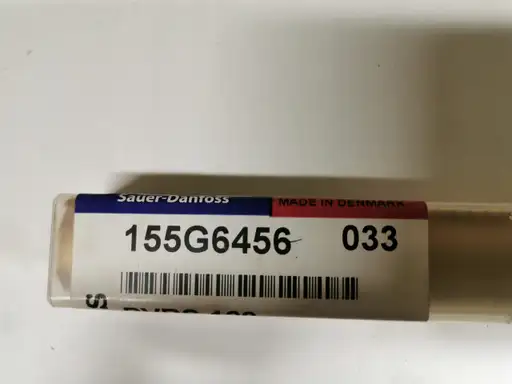 Sauer-Danfoss MADE IN DENMARK
155G6456 033
S